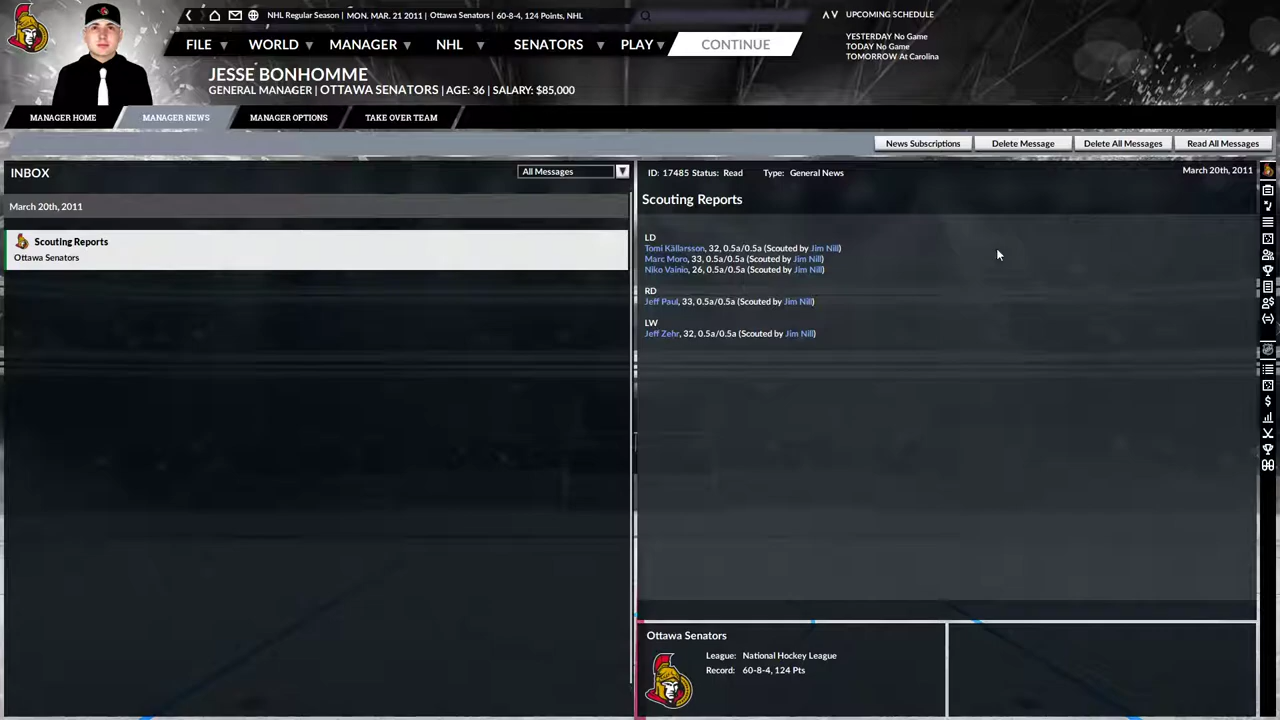 NHL Regular Season | MON. MAR. 21 2011 | Ottawa Senators | 60-8-4, 124 Points, NHL
UPCOMING SCHEDULE
YESTERDAY No Game
TODAY No Game
TOMORROW At Carolina
FILE WORLD MANAGER NHL SENATORS PLAY CONTINUE
JESSE BONHOMME
GENERAL MANAGER | OTTAWA SENATORS | AGE: 36 | SALARY: $85,000
MANAGER HOME MANAGER NEWS MANAGER OPTIONS TAKE OVER TEAM
News Subscriptions Delete Message Delete All Messages Read All Messages
INBOX All Messages
March 20th, 2011
Scouting Reports
Ottawa Senators
ID: 17485 Status: Read Type: General News March 20th, 2011
Scouting Reports
LD
Tomi Källarsson, 32, 0.5a/0.5a (Scouted by Jim Nill)
Marc Moro, 33, 0.5a/0.5a (Scouted by Jim Nill)
Niko Vainio, 26, 0.5a/0.5a (Scouted by Jim Nill)
RD
Jeff Paul, 33, 0.5a/0.5a (Scouted by Jim Nill)
LW
Jeff Zehr, 32, 0.5a/0.5a (Scouted by Jim Nill)
Ottawa Senators
League: National Hockey League
Record: 60-8-4, 124 Pts